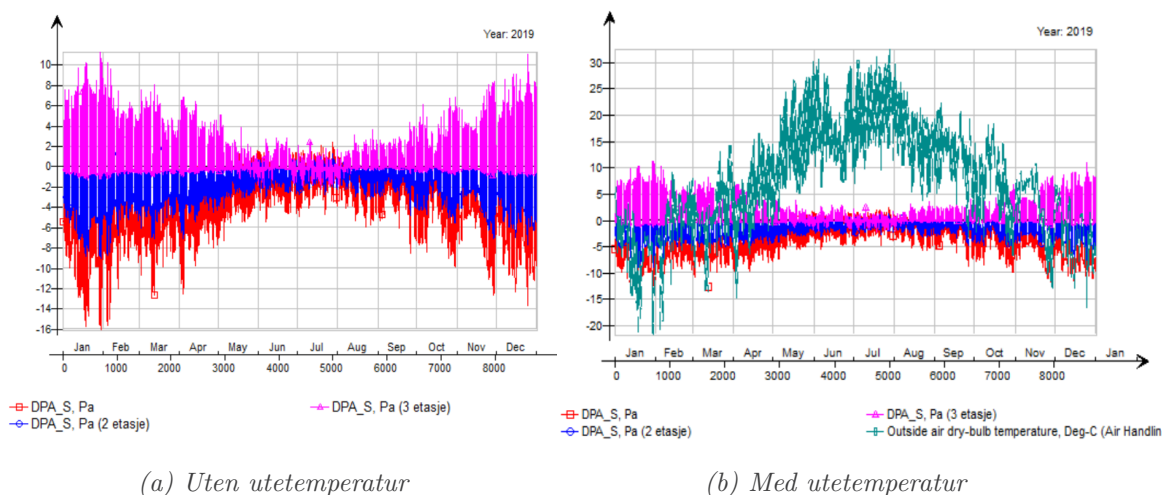 Year: 2019
10
8
6
4
2
0
-2
-4
-6
-8
-10
-12
-14
-16
Jan Feb Mar Apr May Jun Jul Aug Sep Oct Nov Dec
0 1000 2000 3000 4000 5000 6000 7000 8000
DPA_S, Pa
DPA_S, Pa (3 etasje)
DPA_S, Pa (2 etasje)
(a) Uten utetemperatur
Year: 2019
30
25
20
15
10
5
0
-5
-10
-15
-20
Jan Feb Mar Apr May Jun Jul Aug Sep Oct Nov Dec Jan
0 1000 2000 3000 4000 5000 6000 7000 8000
DPA_S, Pa
DPA_S, Pa (3 etasje)
DPA_S, Pa (2 etasje)
Outside air dry-bulb temperature, Deg-C (Air Handlin
(b) Med utetemperatur